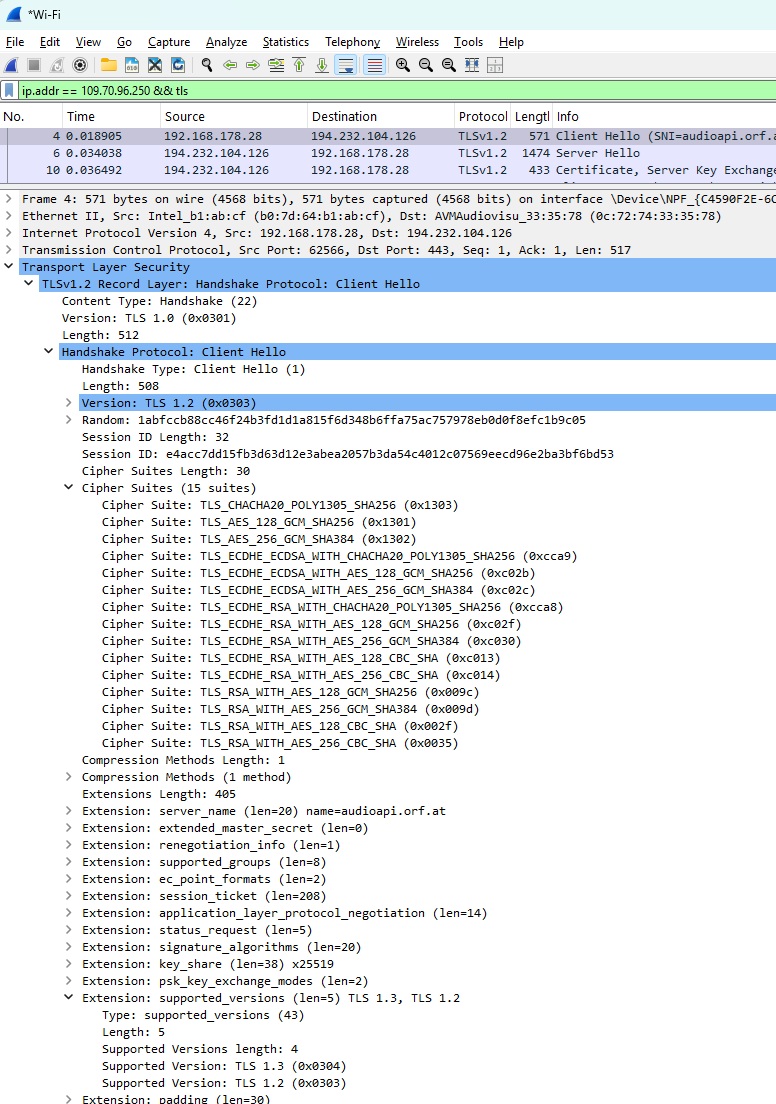 *Wi-Fi
File Edit View Go Capture Analyze Statistics Telephony Wireless Tools Help
ip.addr == 109.70.96.250 && tls
No. Time Source Destination Protocol Lengtl Info
4 0.018905 192.168.178.28 194.232.104.126 TLSv1.2 571 Client Hello (SNI=audioapi.orf.a
6 0.034038 194.232.104.126 192.168.178.28 TLSv1.2 1474 Server Hello
10 0.036492 194.232.104.126 192.168.178.28 TLSv1.2 433 Certificate, Server Key Exchange
Frame 4: 571 bytes on wire (4568 bits), 571 bytes captured (4568 bits) on interface \Device\NPF_{C4590F2E-6C
Ethernet II, Src: Intel_b1:ab:cf (b0:7d:64:b1:ab:cf), Dst: AVMAudiovisu_33:35:78 (0c:72:74:33:35:78)
Internet Protocol Version 4, Src: 192.168.178.28, Dst: 194.232.104.126
Transmission Control Protocol, Src Port: 62566, Dst Port: 443, Seq: 1, Ack: 1, Len: 517
Transport Layer Security
TLSv1.2 Record Layer: Handshake Protocol: Client Hello
Content Type: Handshake (22)
Version: TLS 1.0 (0x0301)
Length: 512
Handshake Protocol: Client Hello
Handshake Type: Client Hello (1)
Length: 508
Version: TLS 1.2 (0x0303)
Random: 1abfccb88cc46f24b3fd1d1a815f6d348b6ffa75ac757978eb0d0f8efc1b9c05
Session ID Length: 32
Session ID: e4acc7dd15fb3d63d12e3abea2057b3da54c4012c07569eecd96e2ba3bf6bd53
Cipher Suites Length: 30
Cipher Suites (15 suites)
Cipher Suite: TLS_CHACHA20_POLY1305_SHA256 (0x1303)
Cipher Suite: TLS_AES_128_GCM_SHA256 (0x1301)
Cipher Suite: TLS_AES_256_GCM_SHA384 (0x1302)
Cipher Suite: TLS_ECDHE_ECDSA_WITH_CHACHA20_POLY1305_SHA256 (0xcca9)
Cipher Suite: TLS_ECDHE_ECDSA_WITH_AES_128_GCM_SHA256 (0xc02b)
Cipher Suite: TLS_ECDHE_ECDSA_WITH_AES_256_GCM_SHA384 (0xc02c)
Cipher Suite: TLS_ECDHE_RSA_WITH_CHACHA20_POLY1305_SHA256 (0xcca8)
Cipher Suite: TLS_ECDHE_RSA_WITH_AES_128_GCM_SHA256 (0xc02f)
Cipher Suite: TLS_ECDHE_RSA_WITH_AES_256_GCM_SHA384 (0xc030)
Cipher Suite: TLS_ECDHE_RSA_WITH_AES_128_CBC_SHA (0xc013)
Cipher Suite: TLS_ECDHE_RSA_WITH_AES_256_CBC_SHA (0xc014)
Cipher Suite: TLS_RSA_WITH_AES_128_GCM_SHA256 (0x009c)
Cipher Suite: TLS_RSA_WITH_AES_256_GCM_SHA384 (0x009d)
Cipher Suite: TLS_RSA_WITH_AES_128_CBC_SHA (0x002f)
Cipher Suite: TLS_RSA_WITH_AES_256_CBC_SHA (0x0035)
Compression Methods Length: 1
Compression Methods (1 method)
Extensions Length: 405
Extension: server_name (len=20) name=audioapi.orf.at
Extension: extended_master_secret (len=0)
Extension: renegotiation_info (len=1)
Extension: supported_groups (len=8)
Extension: ec_point_formats (len=2)
Extension: session_ticket (len=208)
Extension: application_layer_protocol_negotiation (len=14)
Extension: status_request (len=5)
Extension: signature_algorithms (len=20)
Extension: key_share (len=38) x25519
Extension: psk_key_exchange_modes (len=2)
Extension: supported_versions (len=5) TLS 1.3, TLS 1.2
Type: supported_versions (43)
Length: 5
Supported Versions length: 4
Supported Version: TLS 1.3 (0x0304)
Supported Version: TLS 1.2 (0x0303)
Extension: padding (len=30)